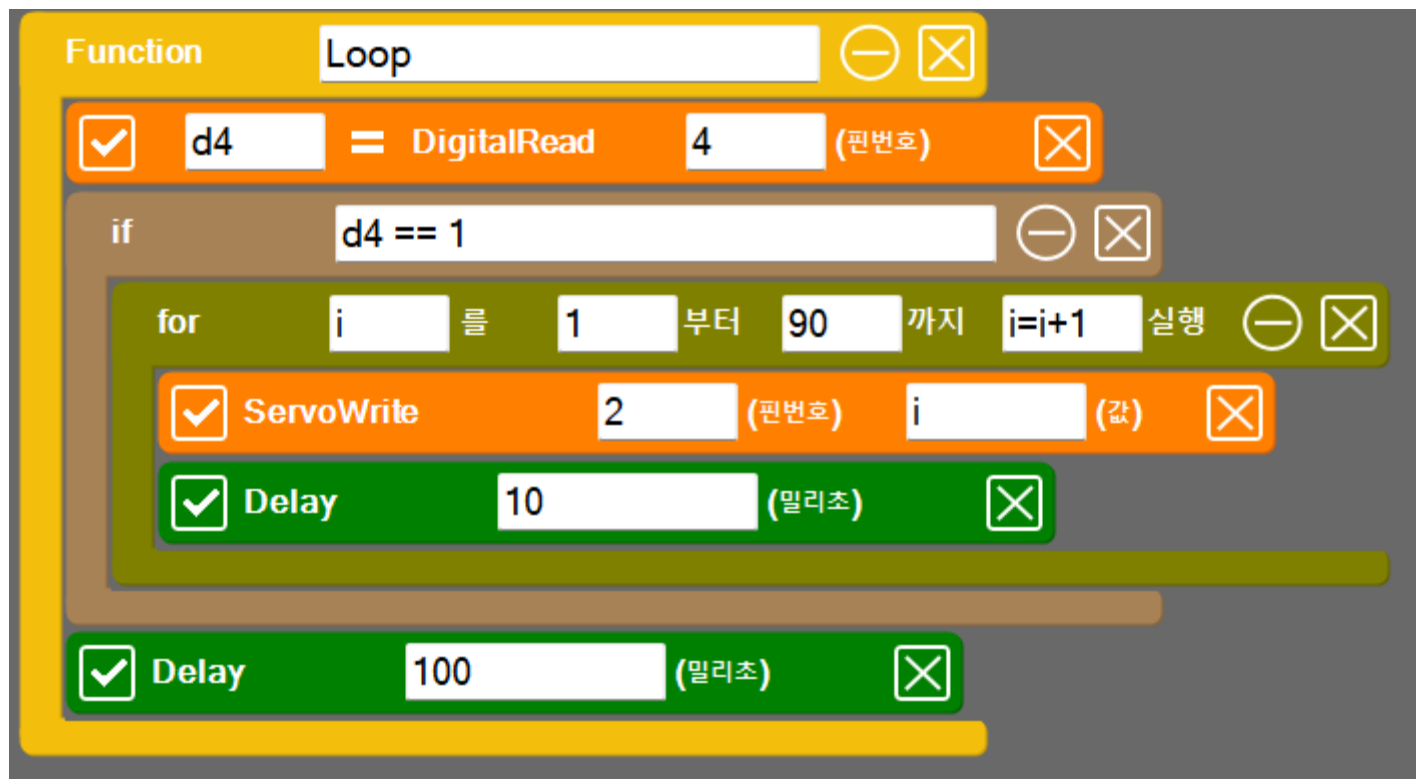 Function Loop
d4 = DigitalRead 4 (핀번호)
if d4 == 1
for i 를 1 부터 90 까지 i=i+1 실행
ServoWrite 2 (핀번호) i (값)
Delay 10 (밀리초)
Delay 100 (밀리초)